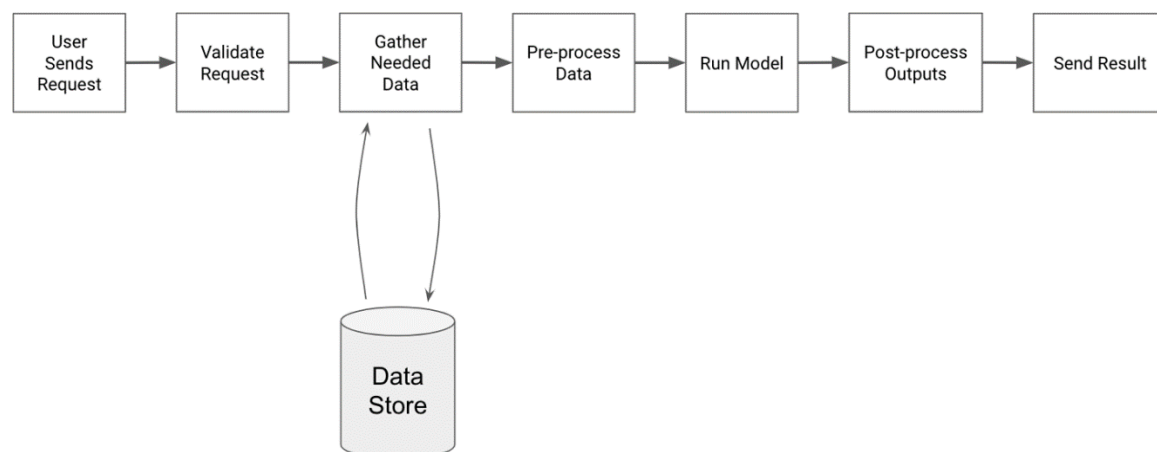 User
Sends
Request
Validate
Request
Gather
Needed
Data
Pre-process
Data
Run Model
Post-process
Outputs
Send Result
Data
Store